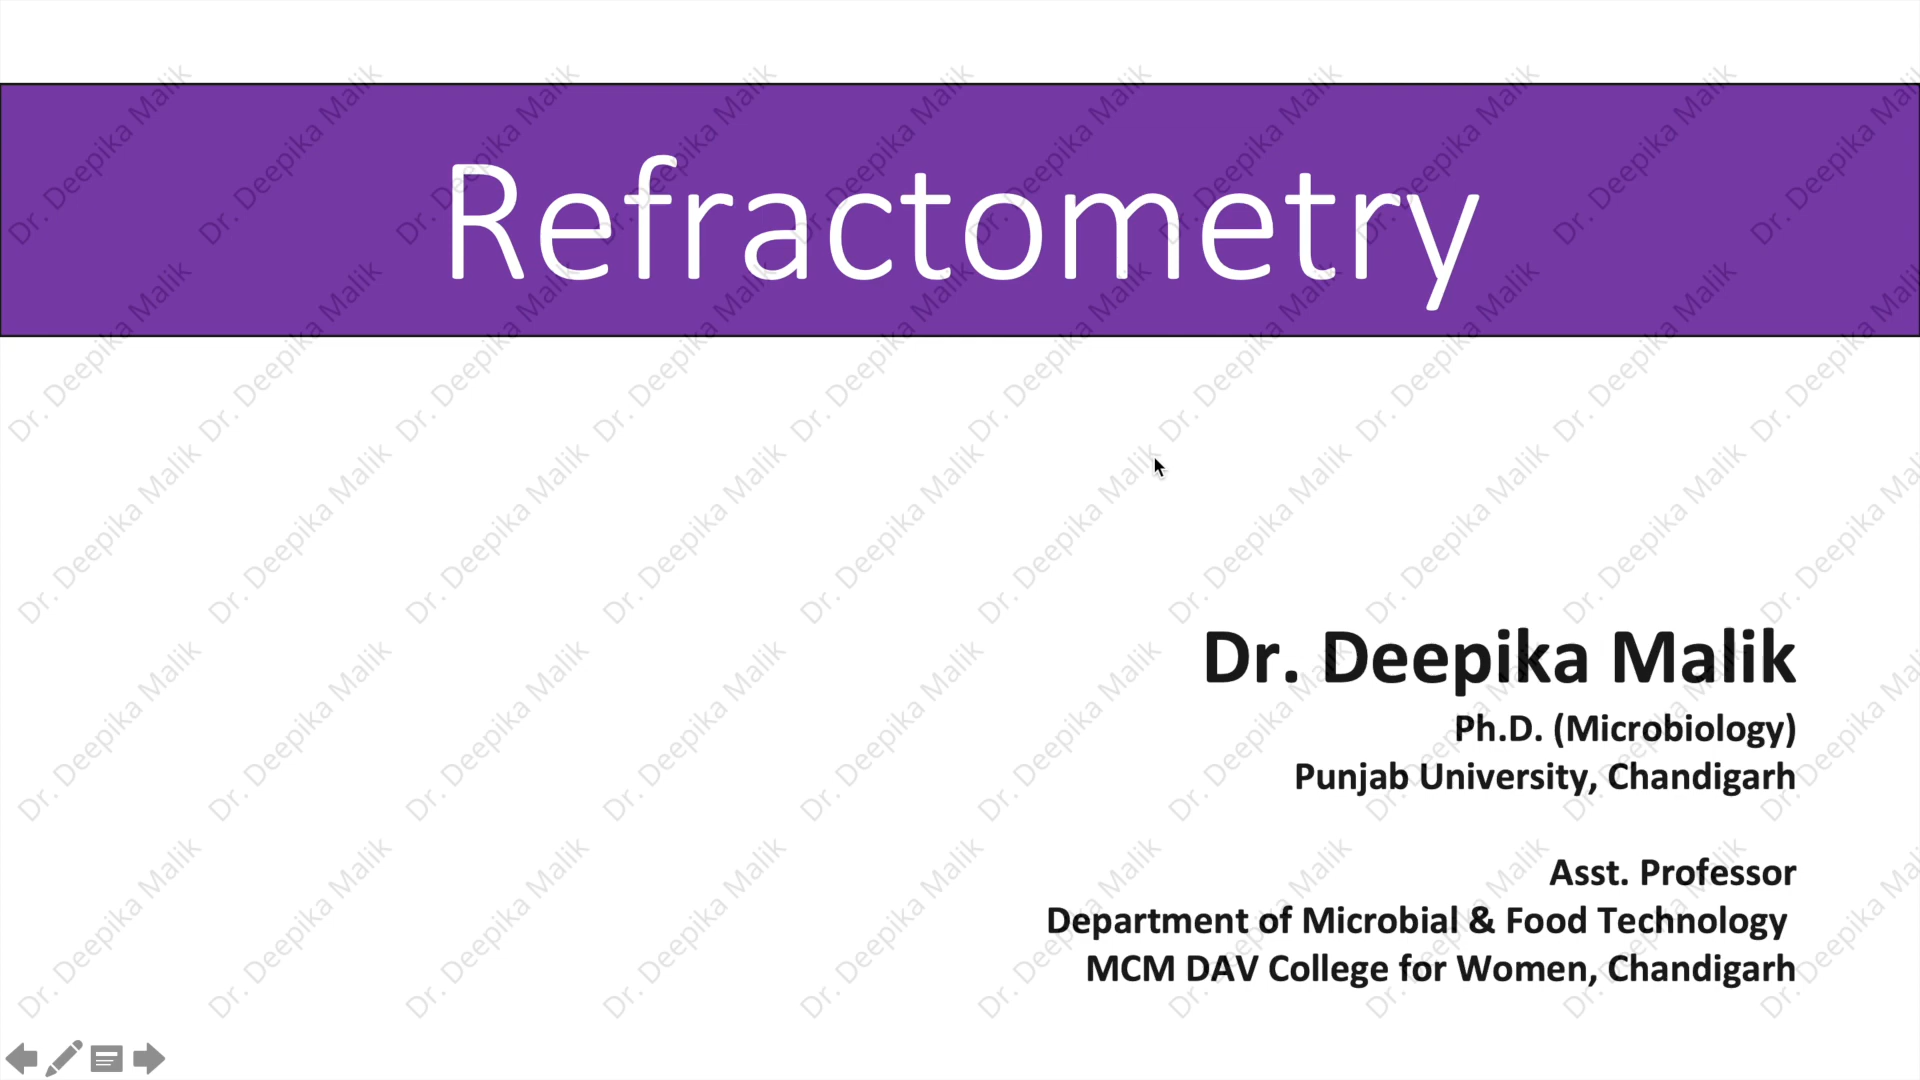 Refractometry
Dr. Deepika Malik
Ph.D. (Microbiology)
Punjab University, Chandigarh
Asst. Professor
Department of Microbial & Food Technology
MCM DAV College for Women, Chandigarh